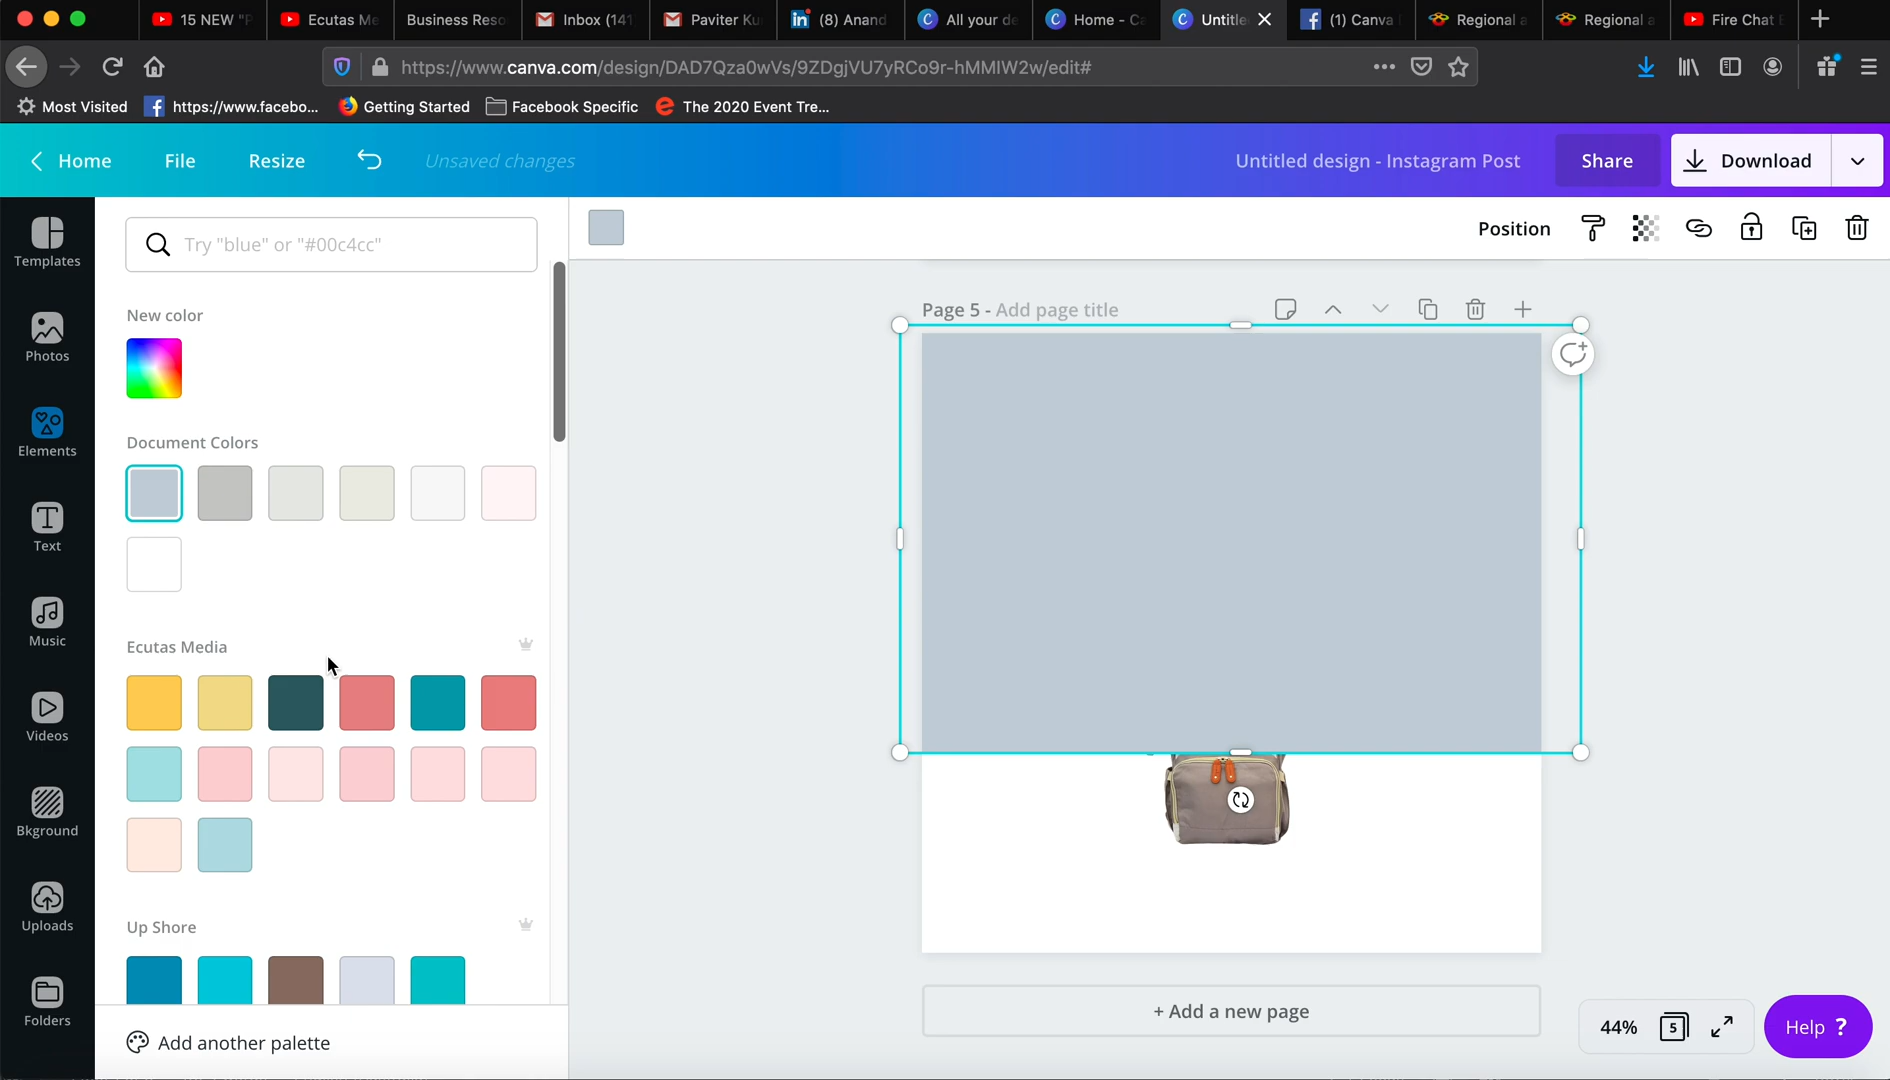 15 NEW "P
Ecutas Me
Business Reso
Inbox (141
Paviter Ku
(8) Anand
All your de
Home - Ca
Untitle
(1) Canva
Regional a
Regional a
Fire Chat E
https://www.canva.com/design/DAD7Qza0wVs/9ZDgjVU7yRCo9r-hMMIW2w/edit#
Most Visited
https://www.facebo...
Getting Started
Facebook Specific
The 2020 Event Tre...
Home
File
Resize
Unsaved changes
Untitled design - Instagram Post
Share
Download
Templates
Photos
Elements
Text
Music
Videos
Bkground
Uploads
Folders
Try "blue" or "#00c4cc"
New color
Document Colors
Ecutas Media
Up Shore
Add another palette
Position
Page 5 - Add page title
+ Add a new page
44%
5
Help ?